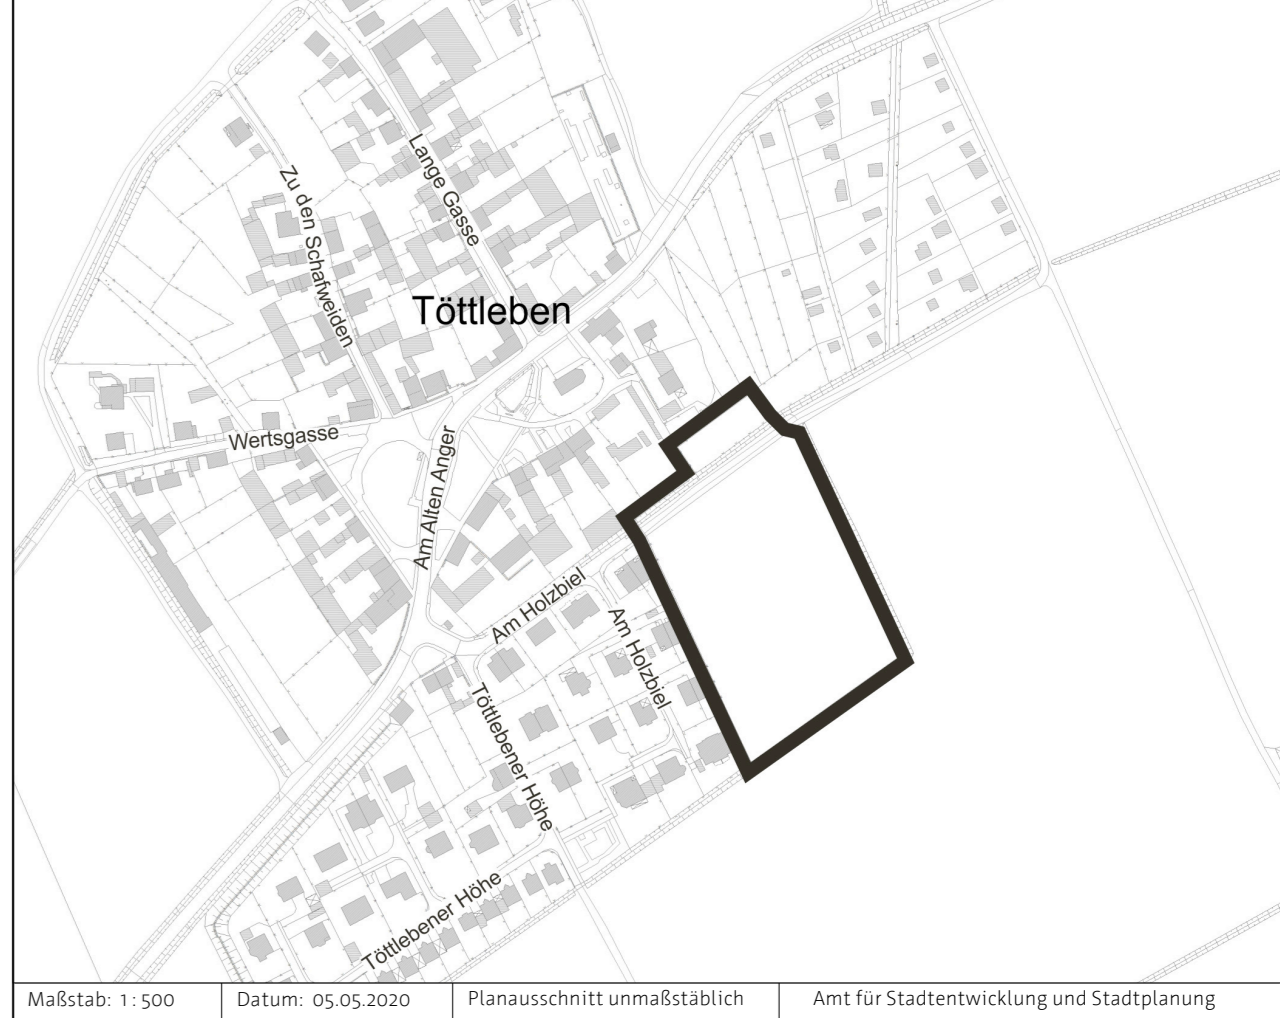 Lange Gasse
Zu den Schafweiden
Töttleben
Wertsgasse
Am Alten Anger
Am Holzbiel
Am Holzbiel
Töttlebener Höhe
Töttlebener Höhe
Maßstab: 1 : 500
Datum: 05.05.2020
Planausschnitt unmaßstäblich
Amt für Stadtentwicklung und Stadtplanung